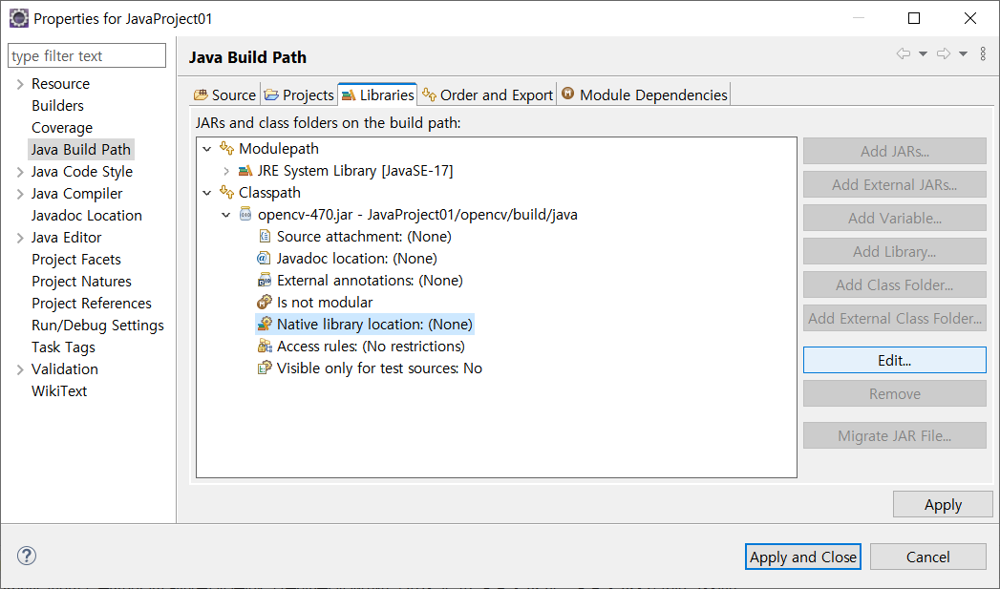 Properties for JavaProject01
type filter text
Resource
Builders
Coverage
Java Build Path
Java Code Style
Java Compiler
Javadoc Location
Java Editor
Project Facets
Project Natures
Project References
Run/Debug Settings
Task Tags
Validation
WikiText
Java Build Path
Source Projects Libraries Order and Export Module Dependencies
JARs and class folders on the build path:
Modulepath
JRE System Library [JavaSE-17]
Classpath
opencv-470.jar - JavaProject01/opencv/build/java
Source attachment: (None)
Javadoc location: (None)
External annotations: (None)
Is not modular
Native library location: (None)
Access rules: (No restrictions)
Visible only for test sources: No
Add JARs...
Add External JARs...
Add Variable...
Add Library...
Add Class Folder...
Add External Class Folder...
Edit...
Remove
Migrate JAR File...
Apply
Apply and Close Cancel